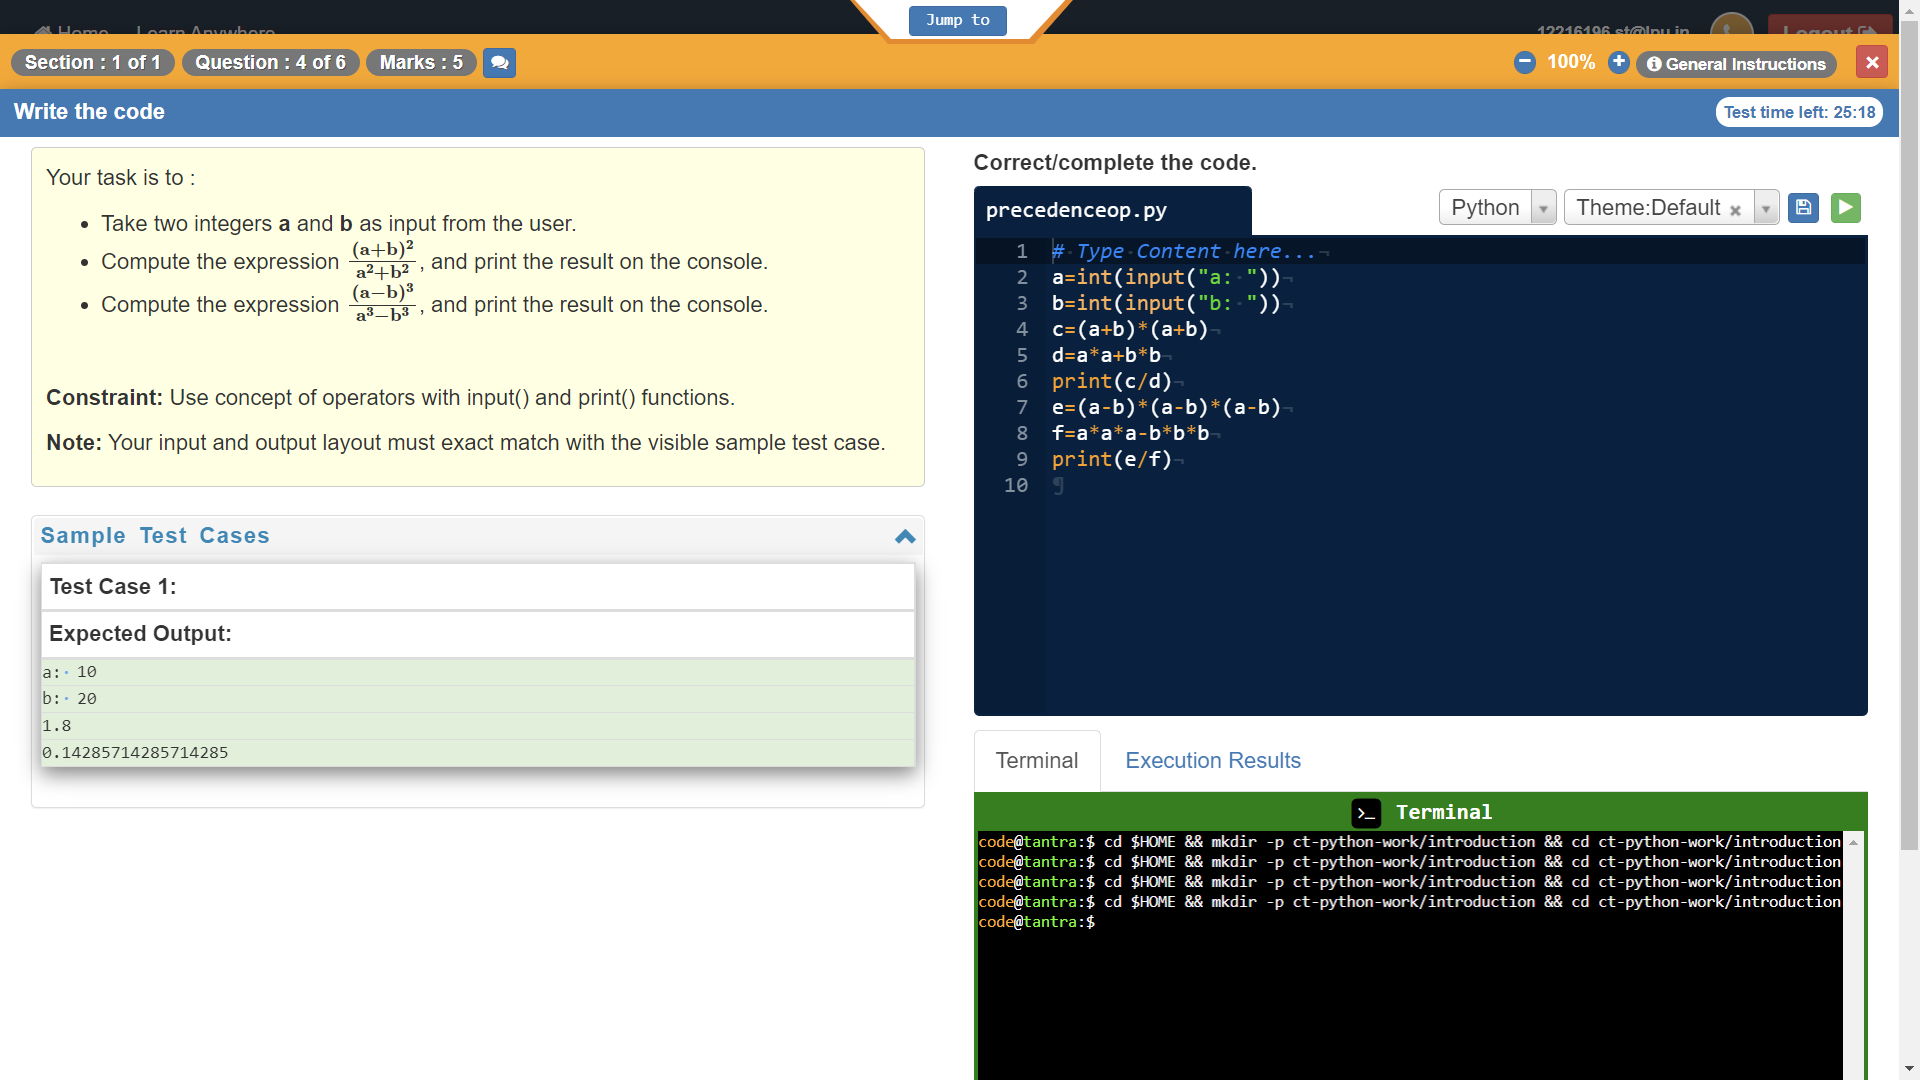 Jump to
Home Learn Anywhere
12216196.st@lpu.in
Logout
Section : 1 of 1
Question : 4 of 6
Marks : 5
100%
General Instructions
Write the code
Test time left: 25:18
Your task is to :
Take two integers a and b as input from the user.
Compute the expression (a+b)²/a²+b², and print the result on the console.
Compute the expression (a−b)³/a³−b³, and print the result on the console.
Constraint: Use concept of operators with input() and print() functions.
Note: Your input and output layout must exact match with the visible sample test case.
Sample Test Cases
Test Case 1:
Expected Output:
a:· 10
b:· 20
1.8
0.14285714285714285
Correct/complete the code.
precedenceop.py
Python
Theme:Default ×
1 #·Type·Content·here...¬
2 a=int(input("a:·"))¬
3 b=int(input("b:·"))¬
4 c=(a+b)*(a+b)¬
5 d=a*a+b*b¬
6 print(c/d)¬
7 e=(a-b)*(a-b)*(a-b)¬
8 f=a*a*a-b*b*b¬
9 print(e/f)¬
10 ¶
Terminal
Execution Results
>_ Terminal
code@tantra:$ cd $HOME && mkdir -p ct-python-work/introduction && cd ct-python-work/introduction
code@tantra:$ cd $HOME && mkdir -p ct-python-work/introduction && cd ct-python-work/introduction
code@tantra:$ cd $HOME && mkdir -p ct-python-work/introduction && cd ct-python-work/introduction
code@tantra:$ cd $HOME && mkdir -p ct-python-work/introduction && cd ct-python-work/introduction
code@tantra:$